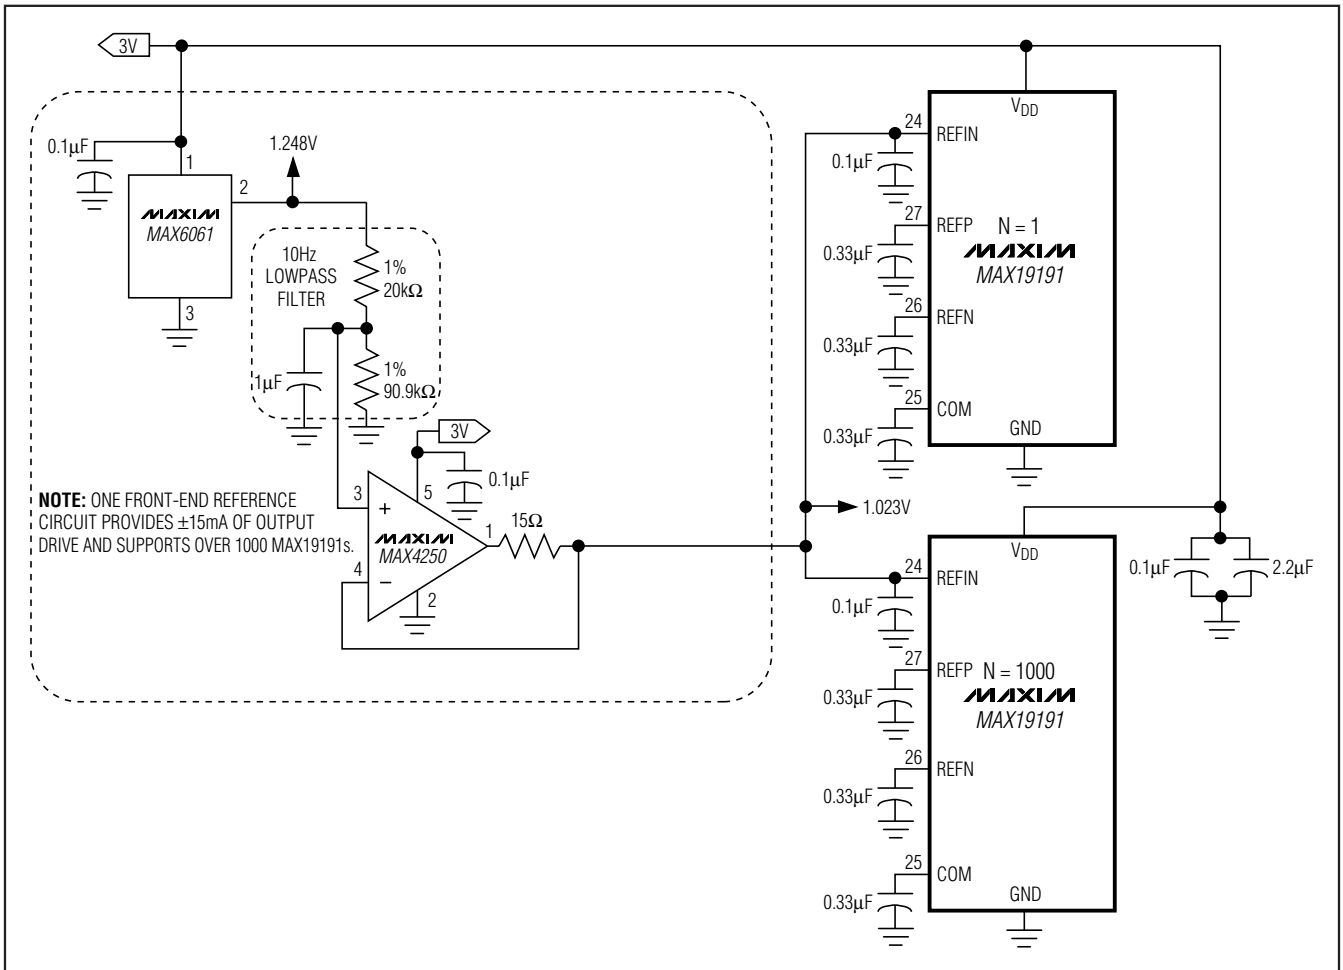 3V
0.1µF
1
1.248V
2
MAXIM
MAX6061
3
10Hz
LOWPASS
FILTER
1%
20kΩ
1µF
1%
90.9kΩ
3V
0.1µF
NOTE: ONE FRONT-END REFERENCE
CIRCUIT PROVIDES ±15mA OF OUTPUT
DRIVE AND SUPPORTS OVER 1000 MAX19191s.
3
+
5
MAXIM
MAX4250
4
−
2
1
15Ω
1.023V
VDD
24
REFIN
0.1µF
27
REFP
0.33µF
N = 1
MAXIM
MAX19191
26
REFN
0.33µF
25
COM
0.33µF
GND
VDD
24
REFIN
0.1µF
27
REFP
0.33µF
N = 1000
MAXIM
MAX19191
26
REFN
0.33µF
25
COM
0.33µF
GND
0.1µF
2.2µF